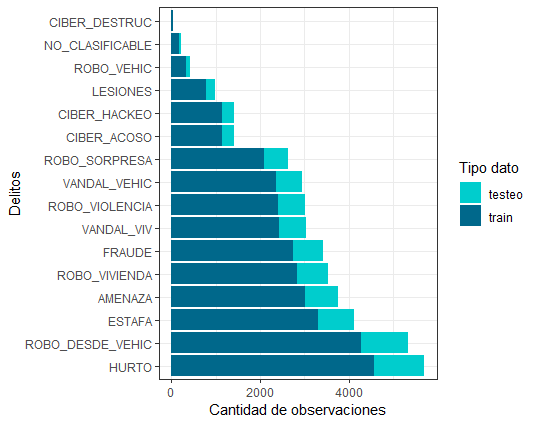 Delitos
CIBER_DESTRUC
NO_CLASIFICABLE
ROBO_VEHIC
LESIONES
CIBER_HACKEO
CIBER_ACOSO
ROBO_SORPRESA
VANDAL_VEHIC
ROBO_VIOLENCIA
VANDAL_VIV
FRAUDE
ROBO_VIVIENDA
AMENAZA
ESTAFA
ROBO_DESDE_VEHIC
HURTO
0 2000 4000
Cantidad de observaciones
Tipo dato
testeo
train